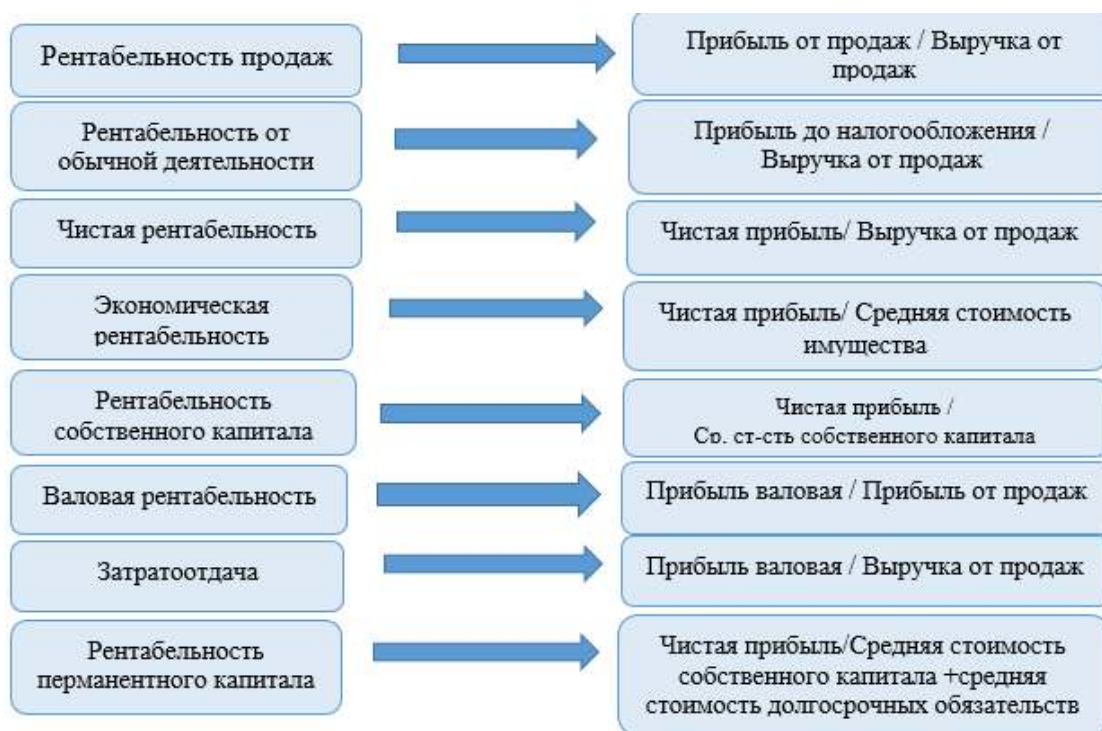 Рентабельность продаж
Прибыль от продаж / Выручка от
продаж
Рентабельность от
обычной деятельности
Прибыль до налогообложения /
Выручка от продаж
Чистая рентабельность
Чистая прибыль/ Выручка от продаж
Экономическая
рентабельность
Чистая прибыль/ Средняя стоимость
имущества
Рентабельность
собственного капитала
Чистая прибыль /
Ср. ст-сть собственного капитала
Валовая рентабельность
Прибыль валовая / Прибыль от продаж
Затратоотдача
Прибыль валовая / Выручка от продаж
Рентабельность
перманентного капитала
Чистая прибыль/Средняя стоимость
собственного капитала +средняя
стоимость долгосрочных обязательств